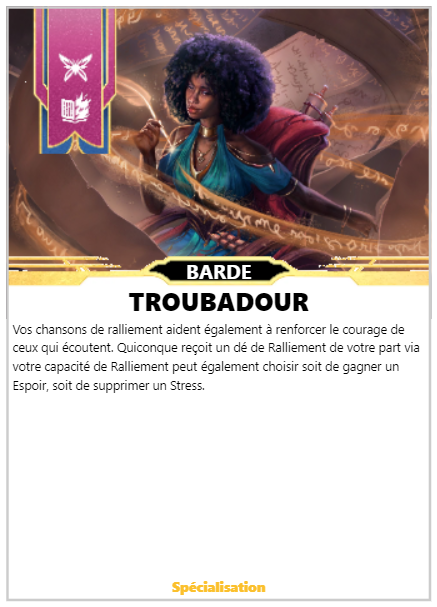 BARDE
TROUBADOUR
Vos chansons de ralliement aident également à renforcer le courage de
ceux qui écoutent. Quiconque reçoit un dé de Ralliement de votre part via
votre capacité de Ralliement peut également choisir soit de gagner un
Espoir, soit de supprimer un Stress.
Spécialisation